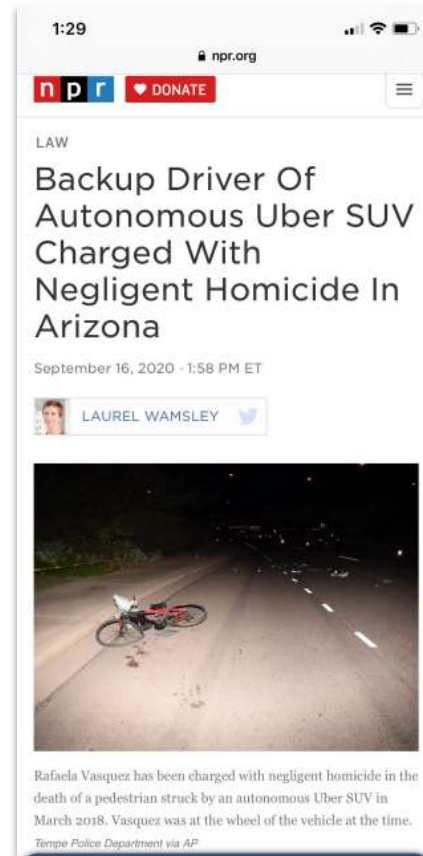 1:29
npr.org
n p r
DONATE
LAW
Backup Driver Of
Autonomous Uber SUV
Charged With
Negligent Homicide In
Arizona
September 16, 2020 · 1:58 PM ET
LAUREL WAMSLEY
Rafaela Vasquez has been charged with negligent homicide in the
death of a pedestrian struck by an autonomous Uber SUV in
March 2018. Vasquez was at the wheel of the vehicle at the time.
Tempe Police Department via AP